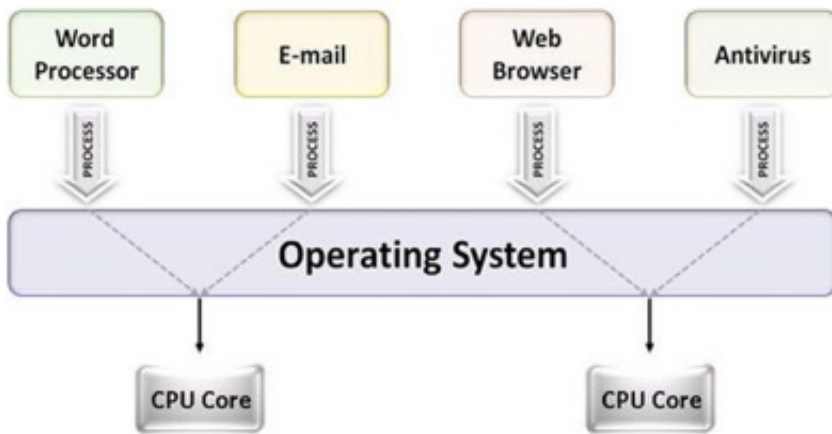 Word
Processor
E-mail
Web
Browser
Antivirus
PROCESS
PROCESS
PROCESS
PROCESS
Operating System
CPU Core
CPU Core